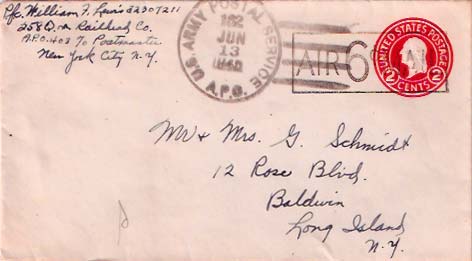 Pfc. William F. Lewis 32307211
258 Q.M. Railhead Co.
A.P.O. 403 c/o Postmaster
New York City N.Y.
U.S. ARMY POSTAL SERVICE
JUN
13
A.P.O.
AIR 6 MAIL
UNITED STATES POSTAGE
2 CENTS 2
Mr & Mrs. G. Schmidt
12 Rose Blvd.
Baldwin
Long Island
N.Y.